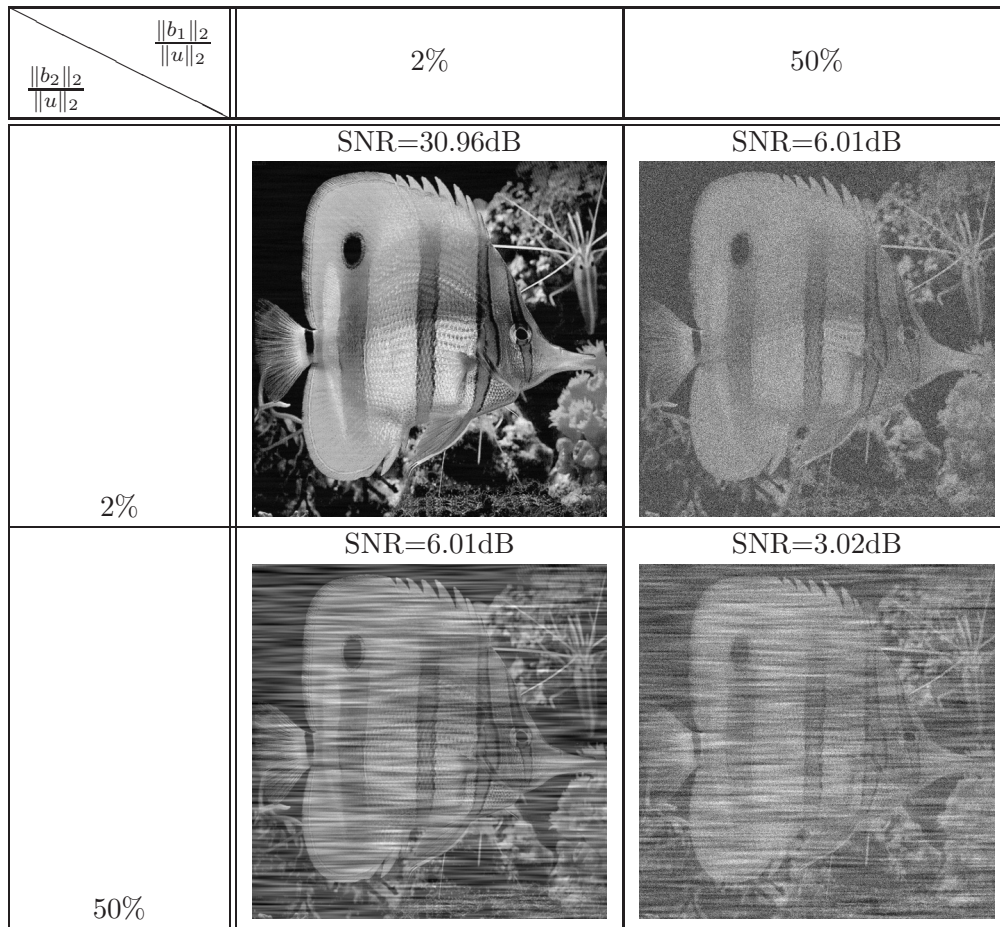 ‖b₁‖₂/‖u‖₂
‖b₂‖₂/‖u‖₂
2%
50%
SNR=30.96dB
SNR=6.01dB
2%
SNR=6.01dB
SNR=3.02dB
50%